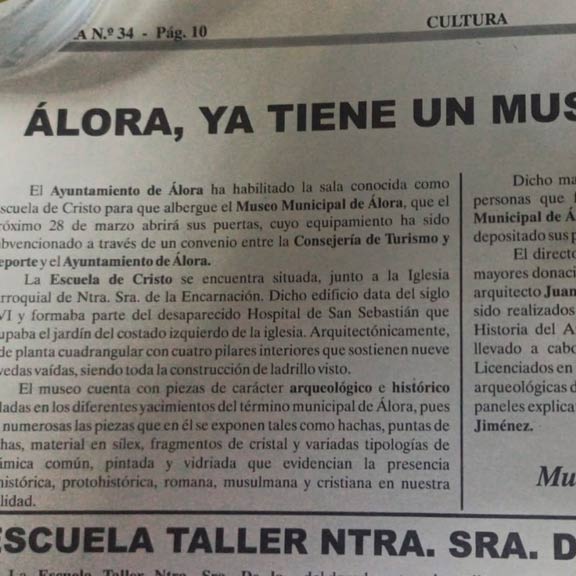 A N.º 34 - Pág. 10
CULTURA
ÁLORA, YA TIENE UN MUS
El Ayuntamiento de Álora ha habilitado la sala conocida como
scuela de Cristo para que albergue el Museo Municipal de Álora, que el
róximo 28 de marzo abrirá sus puertas, cuyo equipamiento ha sido
bvencionado a través de un convenio entre la Consejería de Turismo y
eporte y el Ayuntamiento de Álora.
La Escuela de Cristo se encuentra situada, junto a la Iglesia
rroquial de Ntra. Sra. de la Encarnación. Dicho edificio data del siglo
VI y formaba parte del desaparecido Hospital de San Sebastián que
upaba el jardín del costado izquierdo de la iglesia. Arquitectónicamente,
de planta cuadrangular con cuatro pilares interiores que sostienen nueve
vedas vaídas, siendo toda la construcción de ladrillo visto.
El museo cuenta con piezas de carácter arqueológico e histórico
ladas en los diferentes yacimientos del término municipal de Álora, pues
numerosas las piezas que en él se exponen tales como hachas, puntas de
has, material en sílex, fragmentos de cristal y variadas tipologías de
ámica común, pintada y vidriada que evidencian la presencia
histórica, protohistórica, romana, musulmana y cristiana en nuestra
lidad.
Dicho ma
personas que
Municipal de Á
depositado sus p
El directo
mayores donaci
arquitecto Juan
sido realizados
Historia del A
llevado a cabo
Licenciados en
arqueológicas d
paneles explica
Jiménez.
Mu
ESCUELA TALLER NTRA. SRA. D
La Escuela Taller Ntra. Sra. De la